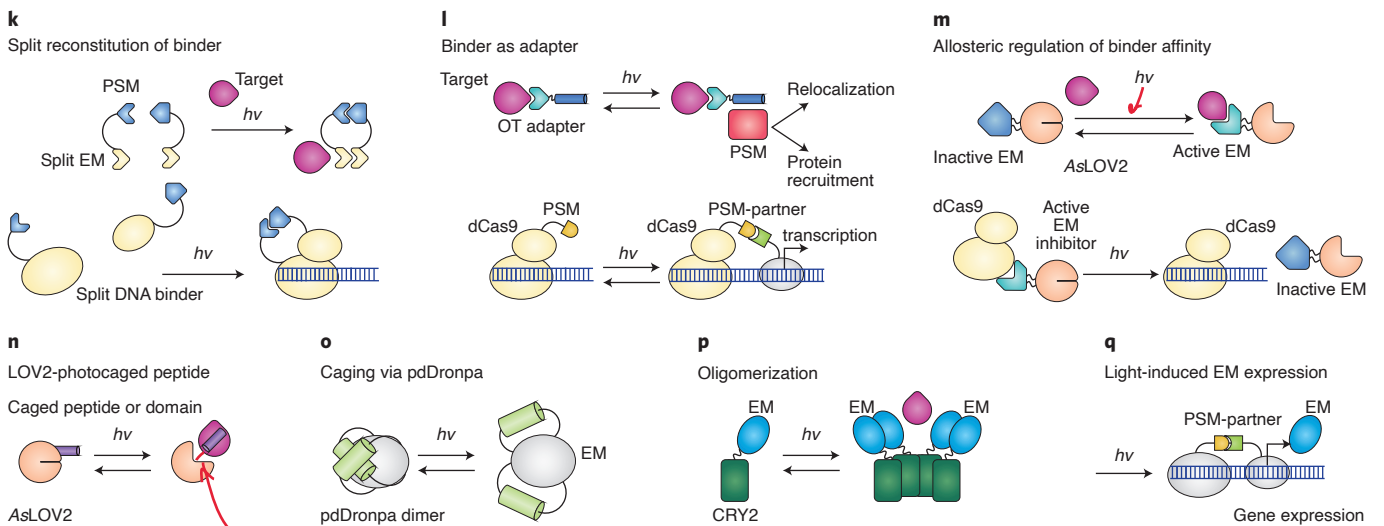 k
Split reconstitution of binder
PSM
Target
hv
Split EM
hv
Split DNA binder
l
Binder as adapter
Target
hv
Relocalization
OT adapter
PSM
Protein
recruitment
dCas9
PSM
hv
dCas9
PSM-partner
transcription
m
Allosteric regulation of binder affinity
hv
Inactive EM
AsLOV2
Active EM
dCas9
Active
EM
inhibitor
hv
dCas9
Inactive EM
n
LOV2-photocaged peptide
Caged peptide or domain
hv
AsLOV2
o
Caging via pdDronpa
hv
EM
pdDronpa dimer
p
Oligomerization
EM
hv
EM
EM
CRY2
q
Light-induced EM expression
hv
PSM-partner
EM
Gene expression